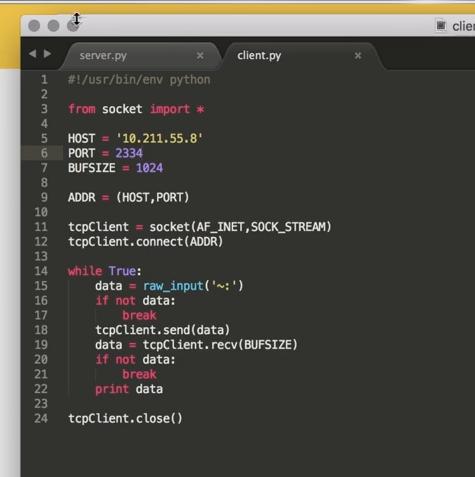 clien
server.py × client.py ×
1 #!/usr/bin/env python
2
3 from socket import *
4
5 HOST = '10.211.55.8'
6 PORT = 2334
7 BUFSIZE = 1024
8
9 ADDR = (HOST,PORT)
10
11 tcpClient = socket(AF_INET,SOCK_STREAM)
12 tcpClient.connect(ADDR)
13
14 while True:
15     data = raw_input('~:')
16     if not data:
17         break
18     tcpClient.send(data)
19     data = tcpClient.recv(BUFSIZE)
20     if not data:
21         break
22     print data
23
24 tcpClient.close()